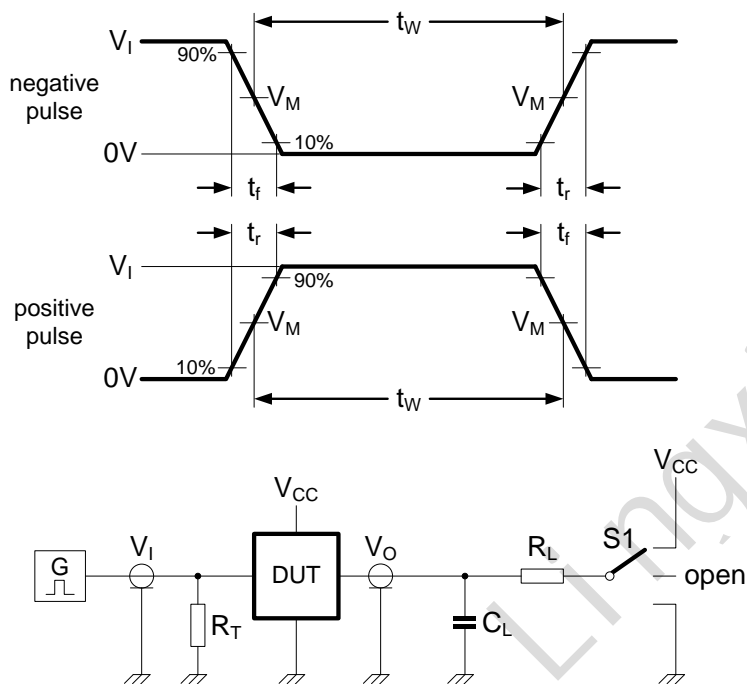 V_I
90%
negative
pulse
t_W
V_M
V_M
0V
10%
t_f
t_r
t_r
t_f
V_I
90%
positive
pulse
V_M
V_M
0V
10%
t_W
V_CC
V_CC
G
V_I
DUT
V_O
R_L
S1
open
R_T
C_L